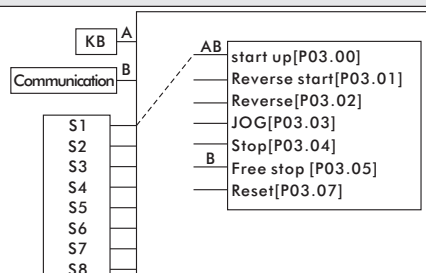 KB
A
Communication
B
S1
S2
S3
S4
S5
S6
S7
S8
AB
start up[P03.00]
Reverse start[P03.01]
Reverse[P03.02]
JOG[P03.03]
Stop[P03.04]
B
Free stop [P03.05]
Reset[P03.07]